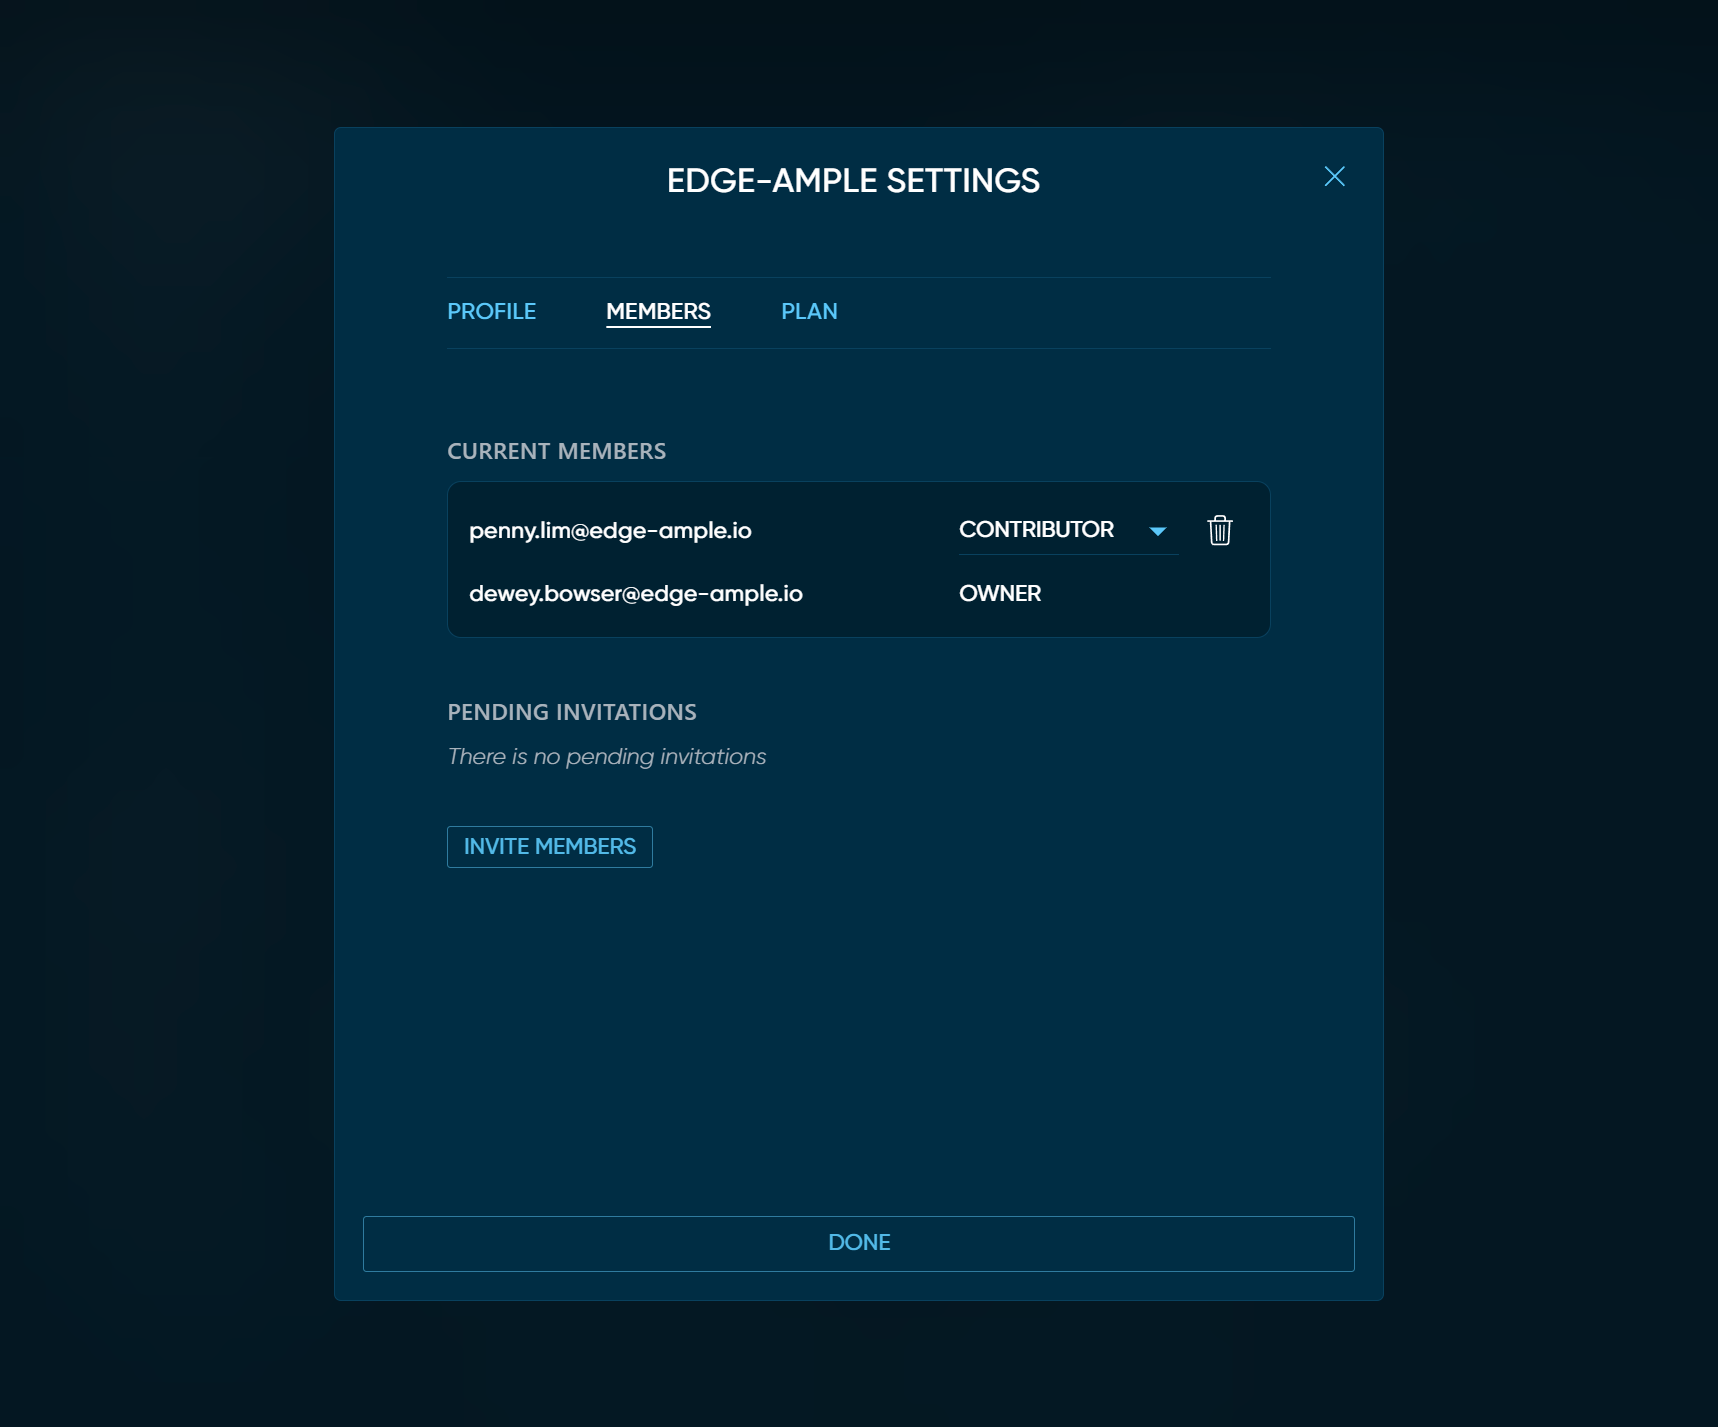 EDGE-AMPLE SETTINGS
PROFILE MEMBERS PLAN
CURRENT MEMBERS
penny.lim@edge-ample.io CONTRIBUTOR
dewey.bowser@edge-ample.io OWNER
PENDING INVITATIONS
There is no pending invitations
INVITE MEMBERS
DONE